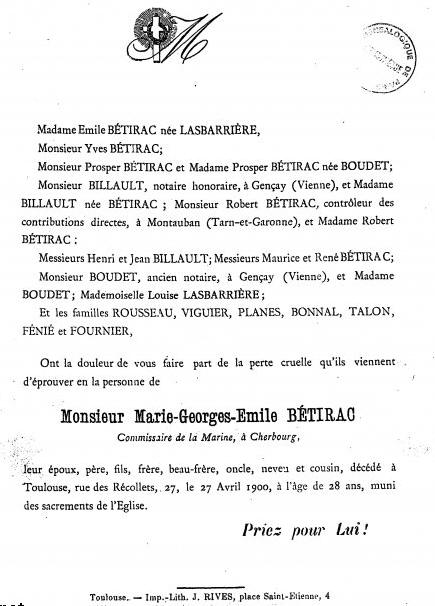 M
Madame Emile BÉTIRAC née LASBARRIÈRE,
Monsieur Yves BÉTIRAC;
Monsieur Prosper BÉTIRAC et Madame Prosper BÉTIRAC née BOUDET;
Monsieur BILLAULT, notaire honoraire, à Gençay (Vienne), et Madame
BILLAULT née BÉTIRAC ; Monsieur Robert BÉTIRAC, contrôleur des
contributions directes, à Montauban (Tarn-et-Garonne), et Madame Robert
BÉTIRAC :
Messieurs Henri et Jean BILLAULT; Messieurs Maurice et René BÉTIRAC;
Monsieur BOUDET, ancien notaire, à Gençay (Vienne), et Madame
BOUDET; Mademoiselle Louise LASBARRIÈRE;
Et les familles ROUSSEAU, VIGUIER, PLANES, BONNAL, TALON,
FÉNIÉ et FOURNIER,
Ont la douleur de vous faire part de la perte cruelle qu'ils viennent
d'éprouver en la personne de
Monsieur Marie-Georges-Emile BÉTIRAC
Commissaire de la Marine, à Cherbourg,
leur époux, père, fils, frère, beau-frère, oncle, neveu et cousin, décédé à
Toulouse, rue des Récollets, 27, le 27 Avril 1900, à l'âge de 28 ans, muni
des sacrements de l'Eglise.
Priez pour Lui!
Toulouse. — Imp.-Lith. J. RIVES, place Saint-Etienne, 4